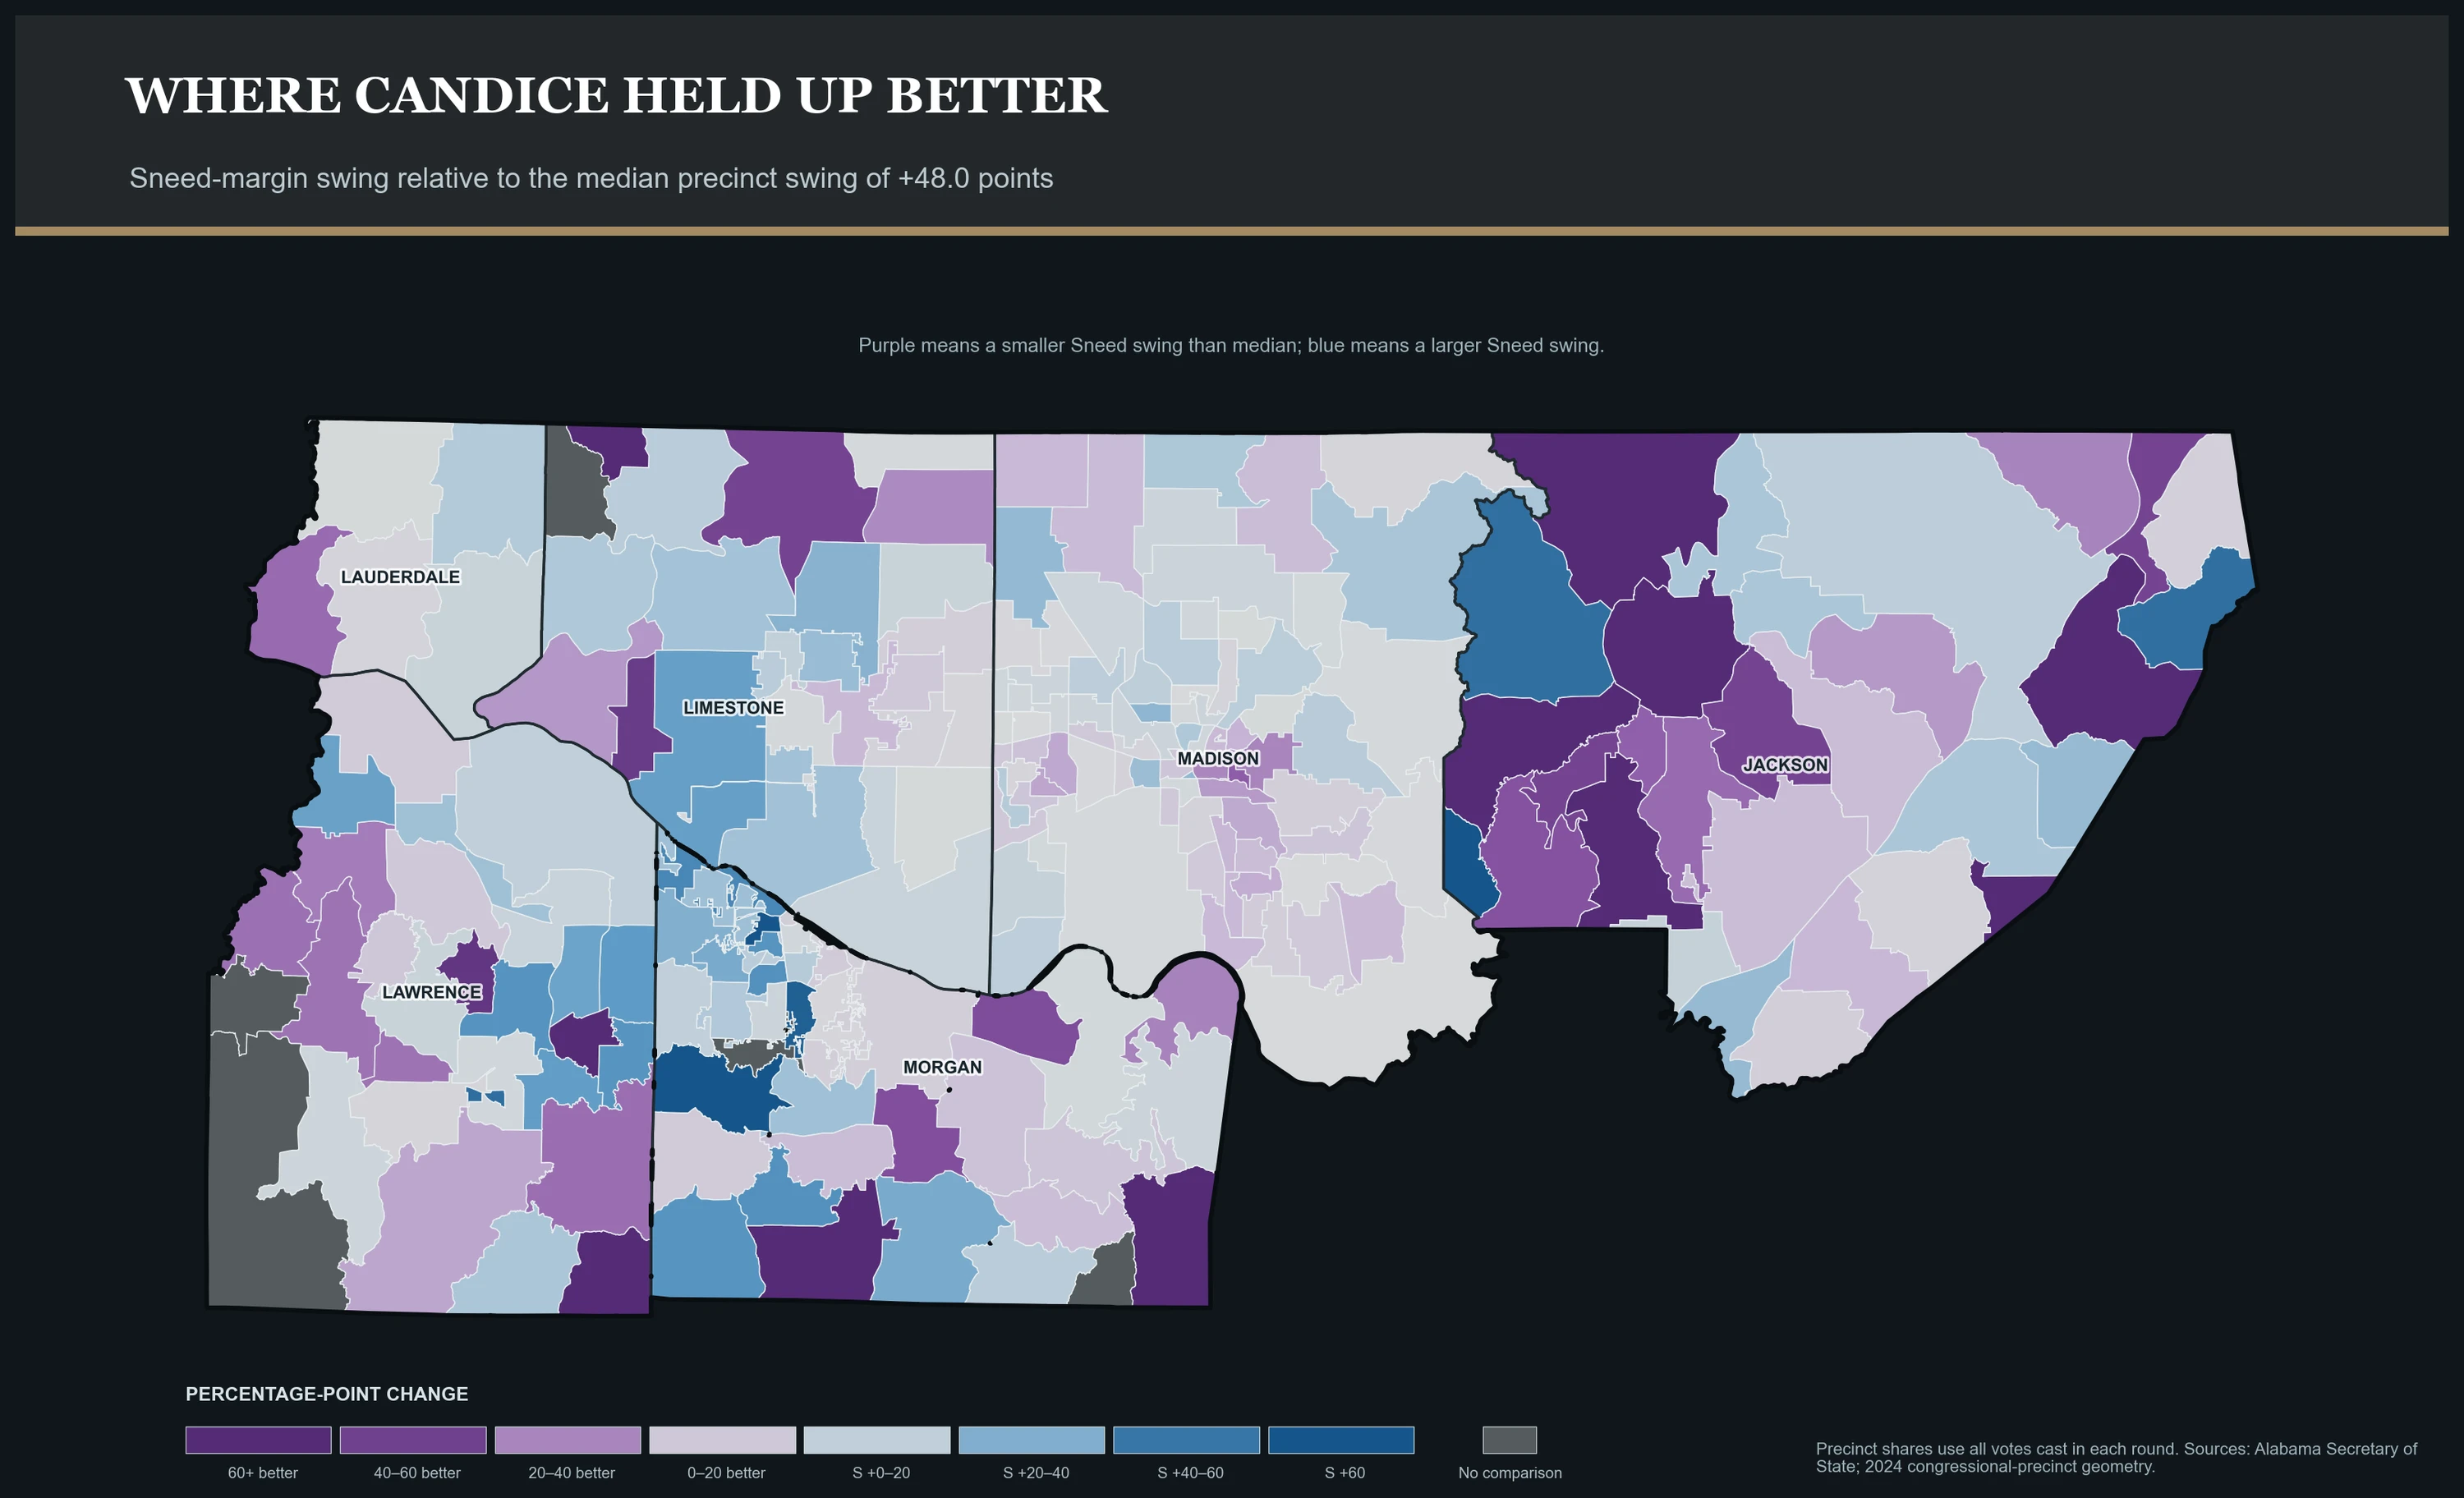 WHERE CANDICE HELD UP BETTER
Sneed-margin swing relative to the median precinct swing of +48.0 points
Purple means a smaller Sneed swing than median; blue means a larger Sneed swing.
LAUDERDALE
LIMESTONE
MADISON
JACKSON
LAWRENCE
MORGAN
PERCENTAGE-POINT CHANGE
60+ better
40–60 better
20–40 better
0–20 better
S +0–20
S +20–40
S +40–60
S +60
No comparison
Precinct shares use all votes cast in each round. Sources: Alabama Secretary of
State; 2024 congressional-precinct geometry.